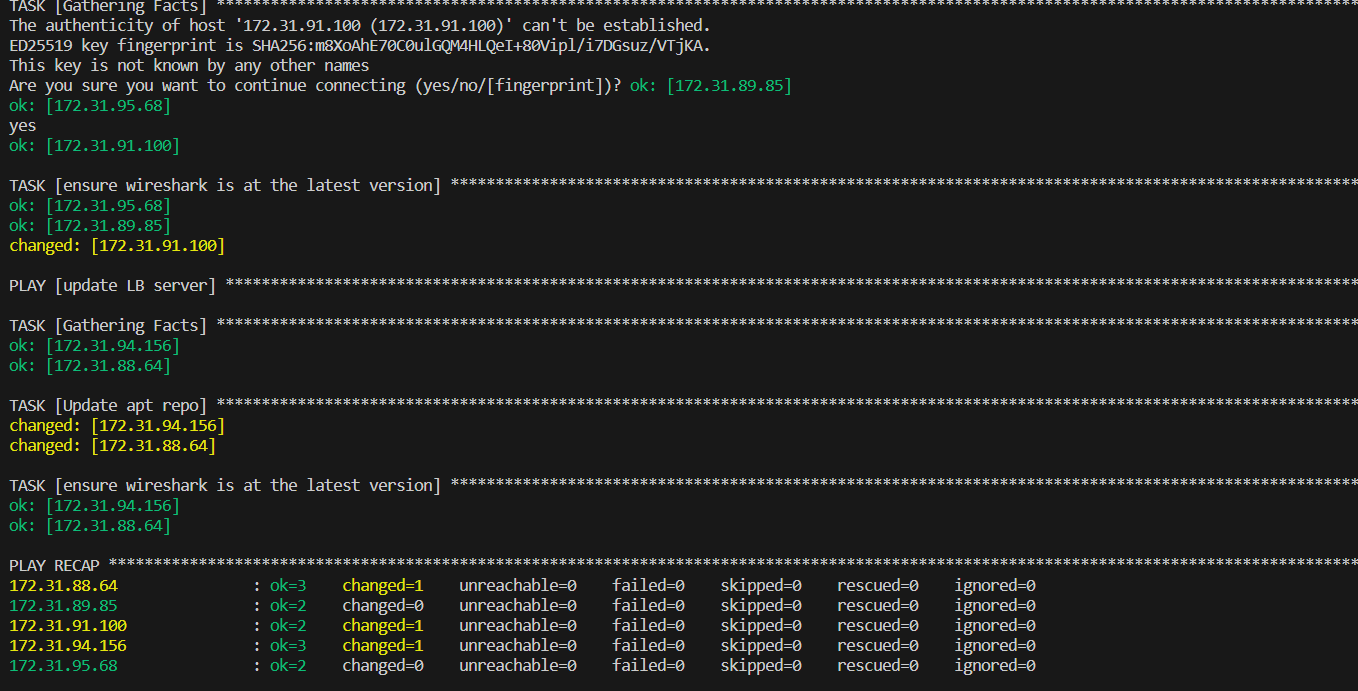 TASK [Gathering Facts] ****************************************************************************************************************************
The authenticity of host '172.31.91.100 (172.31.91.100)' can't be established.
ED25519 key fingerprint is SHA256:m8XoAhE70C0ulGQM4HLQeI+80Vipl/i7DGsuz/VTjKA.
This key is not known by any other names
Are you sure you want to continue connecting (yes/no/[fingerprint])? ok: [172.31.89.85]
ok: [172.31.95.68]
yes
ok: [172.31.91.100]
TASK [ensure wireshark is at the latest version] *****************************************************************************************************
ok: [172.31.95.68]
ok: [172.31.89.85]
changed: [172.31.91.100]
PLAY [update LB server] ******************************************************************************************************************************
TASK [Gathering Facts] *******************************************************************************************************************************
ok: [172.31.94.156]
ok: [172.31.88.64]
TASK [Update apt repo] *******************************************************************************************************************************
changed: [172.31.94.156]
changed: [172.31.88.64]
TASK [ensure wireshark is at the latest version] *****************************************************************************************************
ok: [172.31.94.156]
ok: [172.31.88.64]
PLAY RECAP *******************************************************************************************************************************************
172.31.88.64 : ok=3 changed=1 unreachable=0 failed=0 skipped=0 rescued=0 ignored=0
172.31.89.85 : ok=2 changed=0 unreachable=0 failed=0 skipped=0 rescued=0 ignored=0
172.31.91.100 : ok=2 changed=1 unreachable=0 failed=0 skipped=0 rescued=0 ignored=0
172.31.94.156 : ok=3 changed=1 unreachable=0 failed=0 skipped=0 rescued=0 ignored=0
172.31.95.68 : ok=2 changed=0 unreachable=0 failed=0 skipped=0 rescued=0 ignored=0